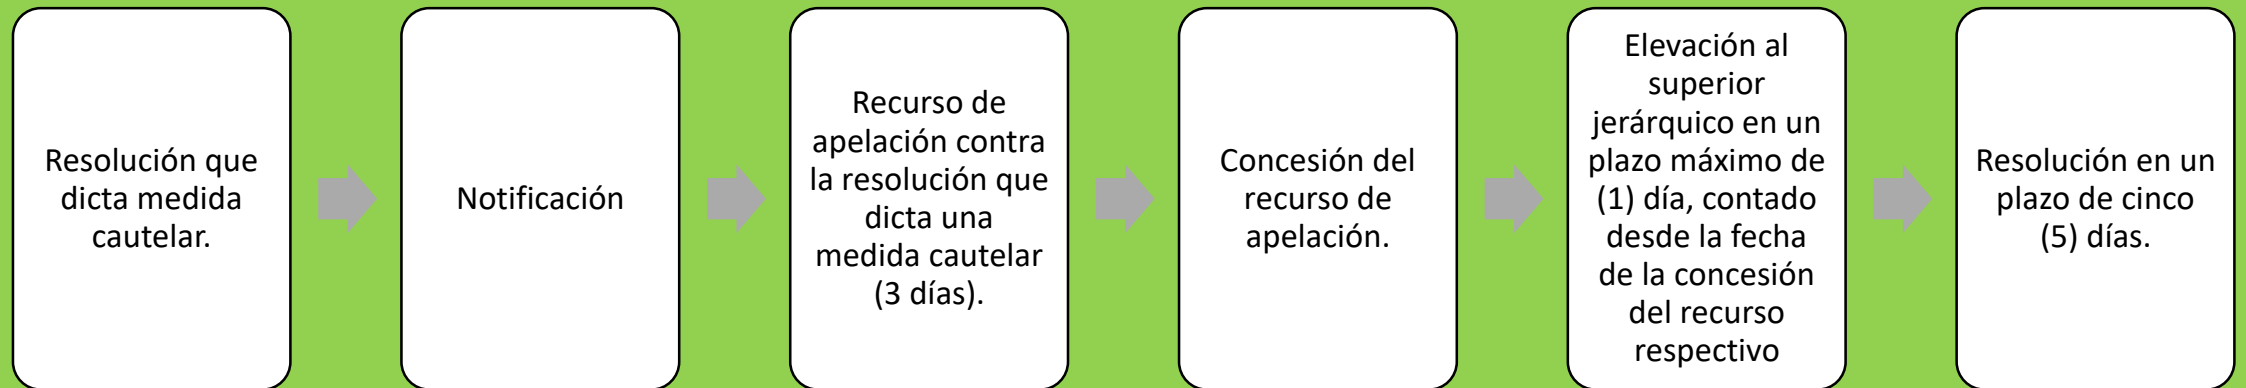 Resolución que
dicta medida
cautelar.
Notificación
Recurso de
apelación contra
la resolución que
dicta una
medida cautelar
(3 días).
Concesión del
recurso de
apelación.
Elevación al
superior
jerárquico en un
plazo máximo de
(1) día, contado
desde la fecha
de la concesión
del recurso
respectivo
Resolución en un
plazo de cinco
(5) días.